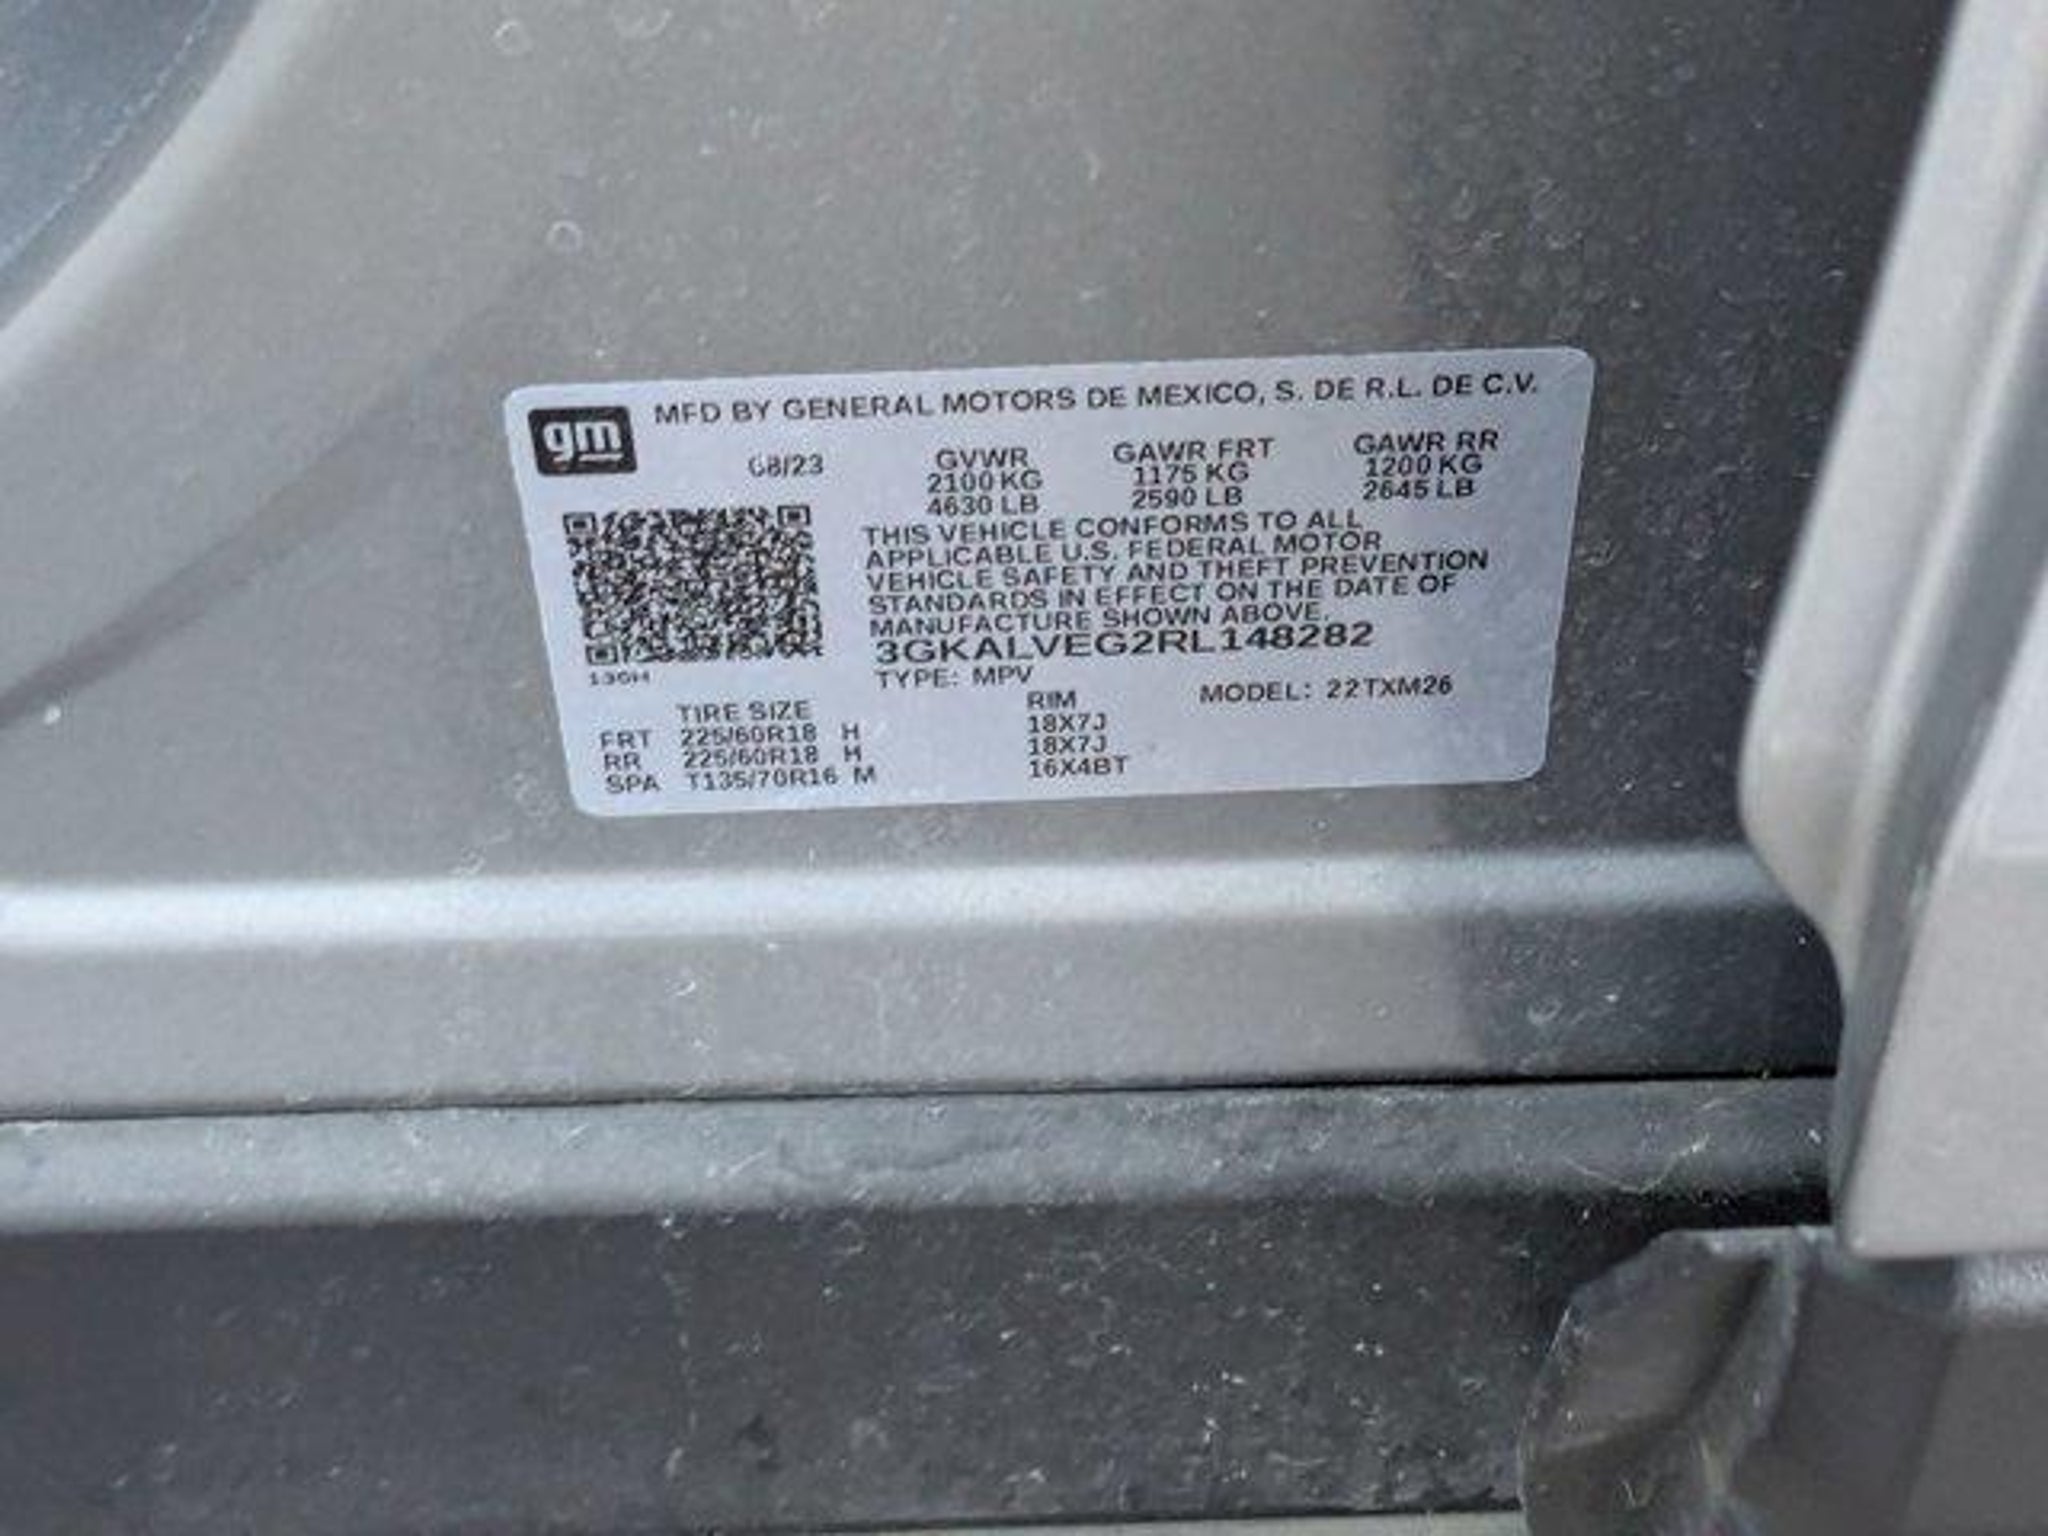 gm
MFD BY GENERAL MOTORS DE MEXICO, S. DE R.L. DE C.V.
08/23 GVWR GAWR FRT GAWR RR
2100 KG 1175 KG 1200 KG
4630 LB 2590 LB 2645 LB
THIS VEHICLE CONFORMS TO ALL
APPLICABLE U.S. FEDERAL MOTOR
VEHICLE SAFETY AND THEFT PREVENTION
STANDARDS IN EFFECT ON THE DATE OF
MANUFACTURE SHOWN ABOVE.
3GKALVEG2RL148282
TYPE: MPV MODEL: 22TXM26
TIRE SIZE RIM
FRT 225/60R18 H 18X7J
RR 225/60R18 H 18X7J
SPA T135/70R16 M 16X4BT